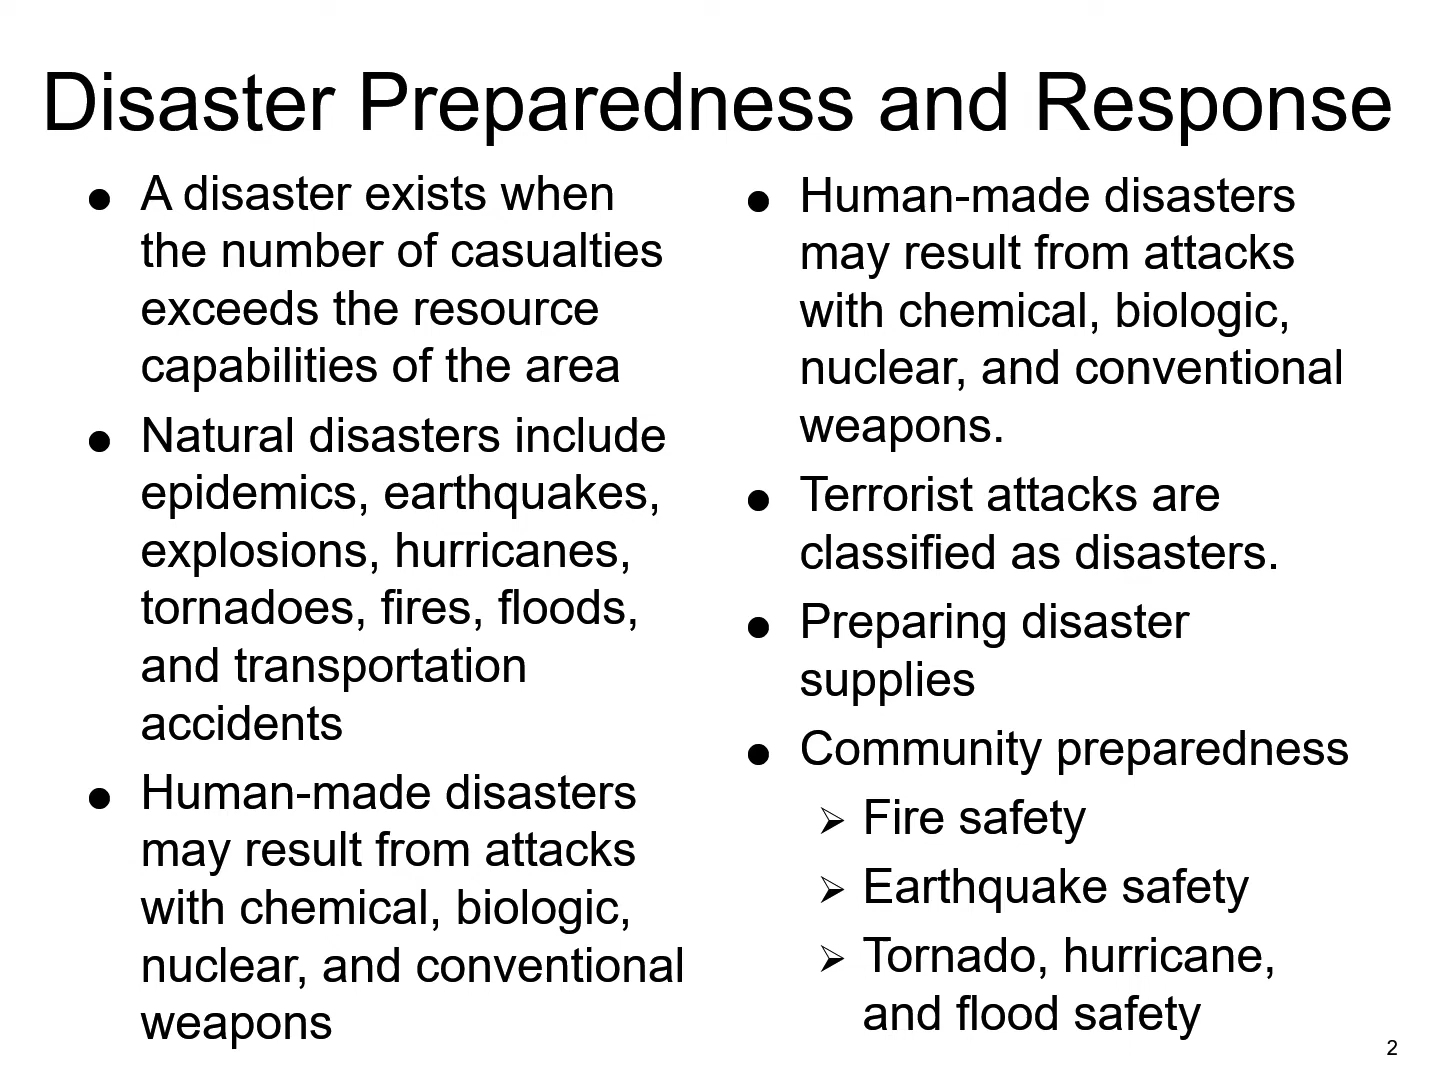 Disaster Preparedness and Response
● A disaster exists when
the number of casualties
exceeds the resource
capabilities of the area
● Natural disasters include
epidemics, earthquakes,
explosions, hurricanes,
tornadoes, fires, floods,
and transportation
accidents
● Human-made disasters
may result from attacks
with chemical, biologic,
nuclear, and conventional
weapons
● Human-made disasters
may result from attacks
with chemical, biologic,
nuclear, and conventional
weapons.
● Terrorist attacks are
classified as disasters.
● Preparing disaster
supplies
● Community preparedness
➢ Fire safety
➢ Earthquake safety
➢ Tornado, hurricane,
and flood safety
2